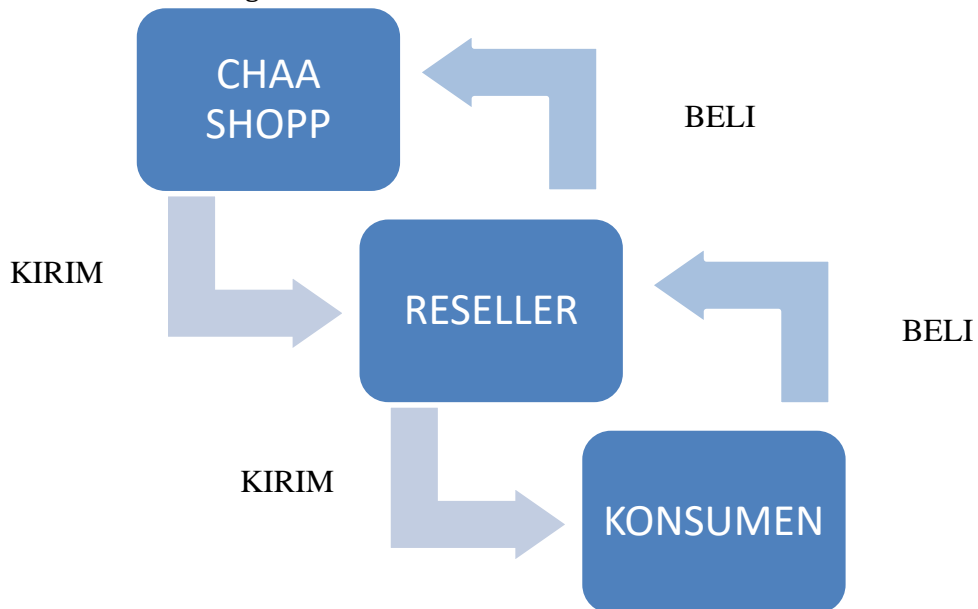 CHAA
SHOPP
BELI
KIRIM
RESELLER
BELI
KIRIM
KONSUMEN